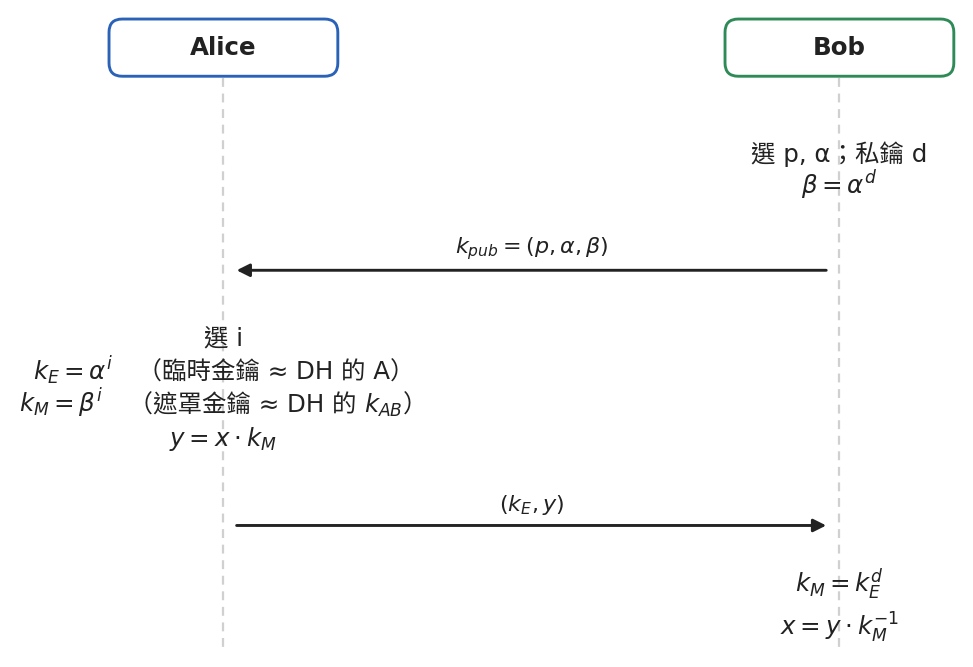 Alice
Bob
選 p, α；私鑰 d
β = α^d
k_pub = (p, α, β)
選 i
k_E = α^i （臨時金鑰 ≈ DH 的 A）
k_M = β^i （遮罩金鑰 ≈ DH 的 k_AB）
y = x · k_M
(k_E, y)
k_M = k_E^d
x = y · k_M^−1